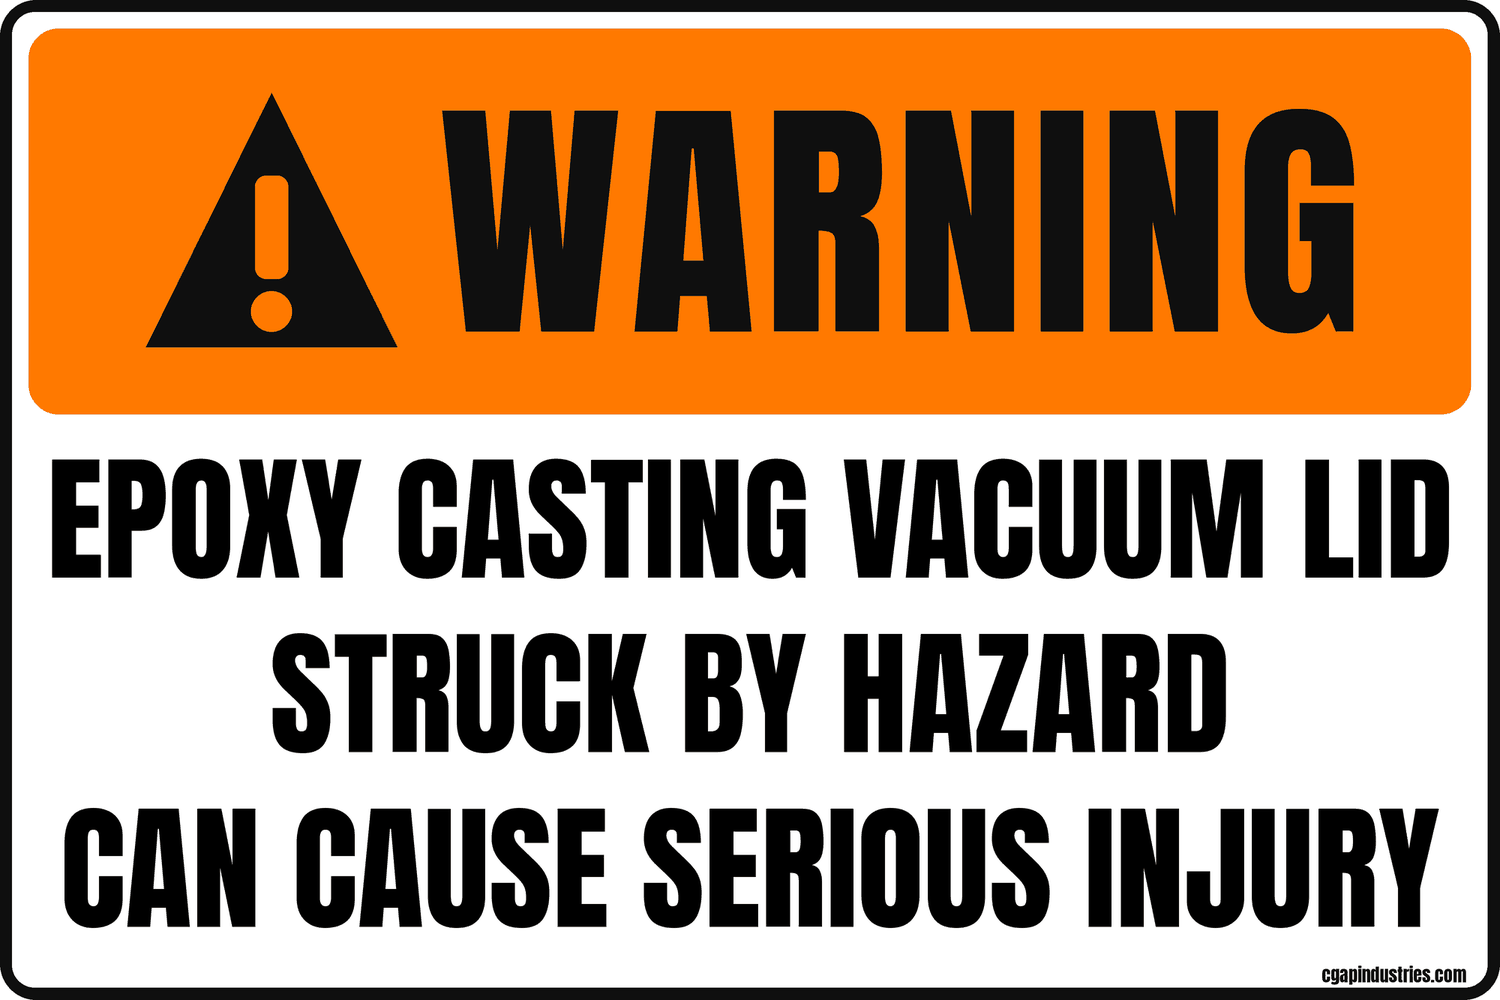 WARNING
EPOXY CASTING VACUUM LID
STRUCK BY HAZARD
CAN CAUSE SERIOUS INJURY
cgapindustries.com